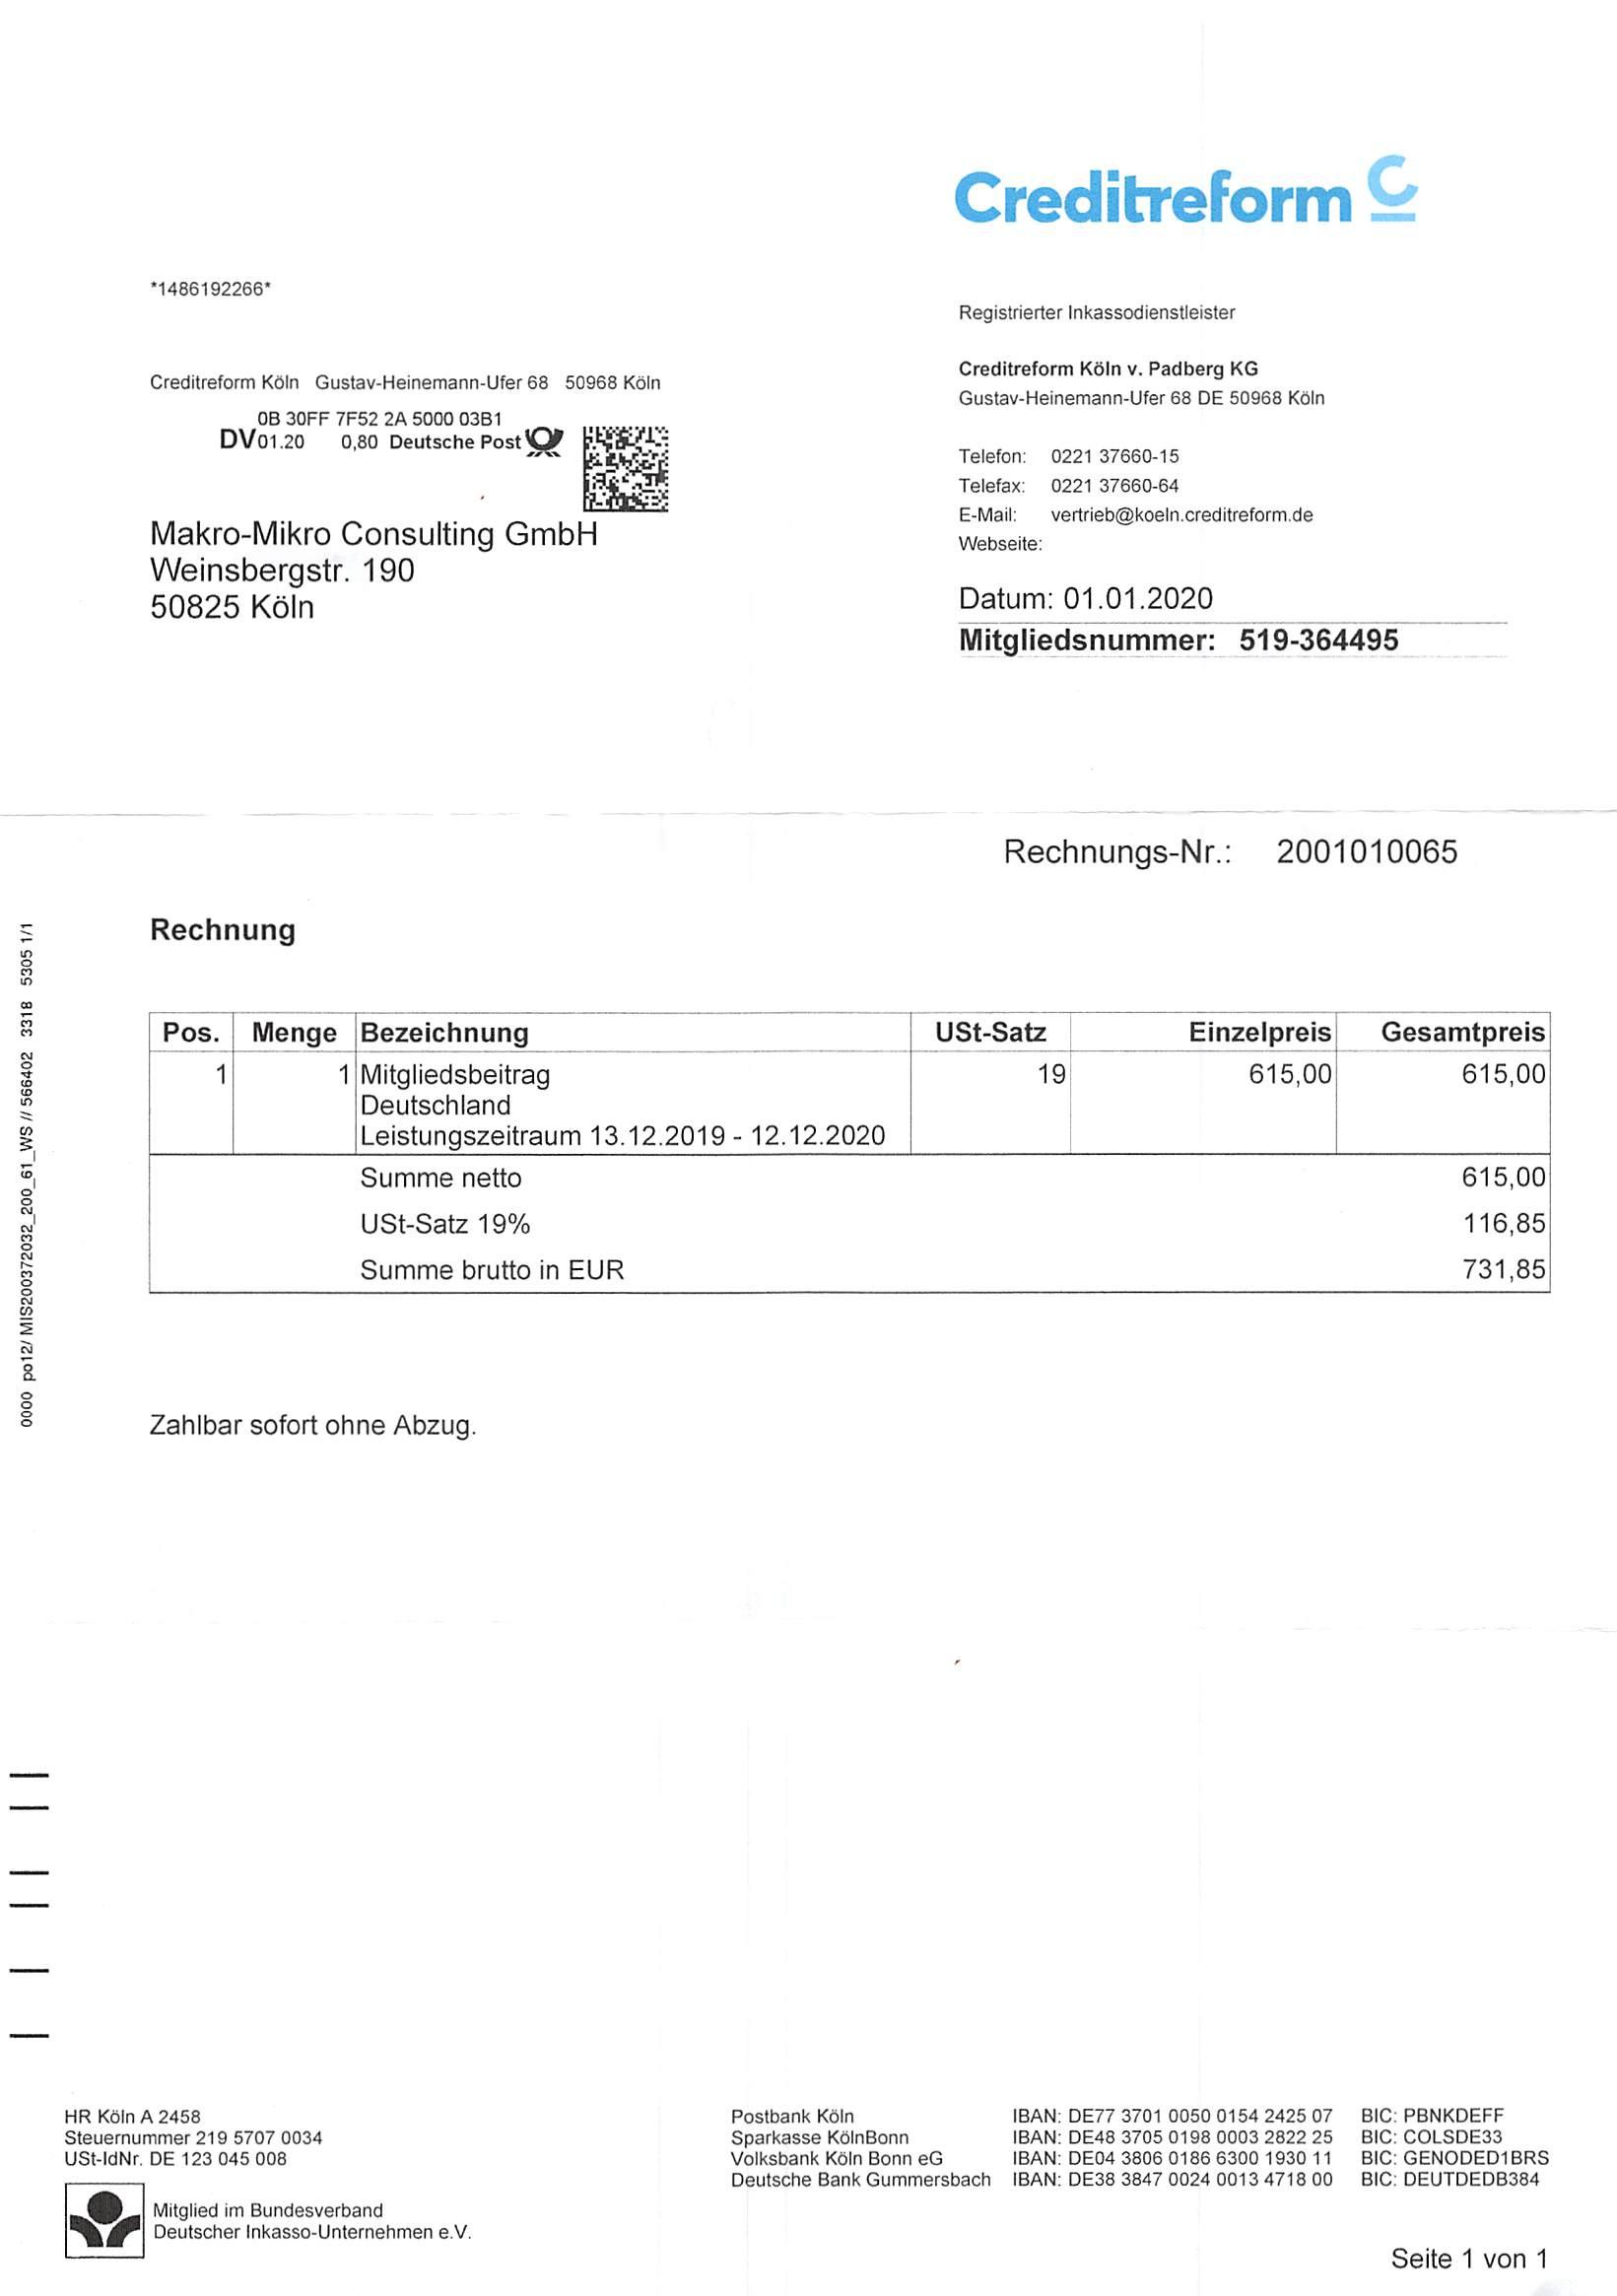 Creditreform C
*1486192266*
Registrierter Inkassodienstleister
Creditreform Köln Gustav-Heinemann-Ufer 68 50968 Köln
0B 30FF 7F52 2A 5000 03B1
DV 01.20 0,80 Deutsche Post
Makro-Mikro Consulting GmbH
Weinsbergstr. 190
50825 Köln
Creditreform Köln v. Padberg KG
Gustav-Heinemann-Ufer 68 DE 50968 Köln
Telefon: 0221 37660-15
Telefax: 0221 37660-64
E-Mail: vertrieb@koeln.creditreform.de
Webseite:
Datum: 01.01.2020
Mitgliedsnummer: 519-364495
Rechnungs-Nr.: 2001010065
Rechnung
Pos. Menge Bezeichnung USt-Satz Einzelpreis Gesamtpreis
1 1 Mitgliedsbeitrag 19 615,00 615,00
Deutschland
Leistungszeitraum 13.12.2019 - 12.12.2020
Summe netto 615,00
USt-Satz 19% 116,85
Summe brutto in EUR 731,85
Zahlbar sofort ohne Abzug.
0000 po12/ MIS200372032_200_61_WS // 566402 3318 5305 1/1
HR Köln A 2458
Steuernummer 219 5707 0034
USt-IdNr. DE 123 045 008
Mitglied im Bundesverband
Deutscher Inkasso-Unternehmen e.V.
Postbank Köln IBAN: DE77 3701 0050 0154 2425 07 BIC: PBNKDEFF
Sparkasse KölnBonn IBAN: DE48 3705 0198 0003 2822 25 BIC: COLSDE33
Volksbank Köln Bonn eG IBAN: DE04 3806 0186 6300 1930 11 BIC: GENODED1BRS
Deutsche Bank Gummersbach IBAN: DE38 3847 0024 0013 4718 00 BIC: DEUTDEDB384
Seite 1 von 1